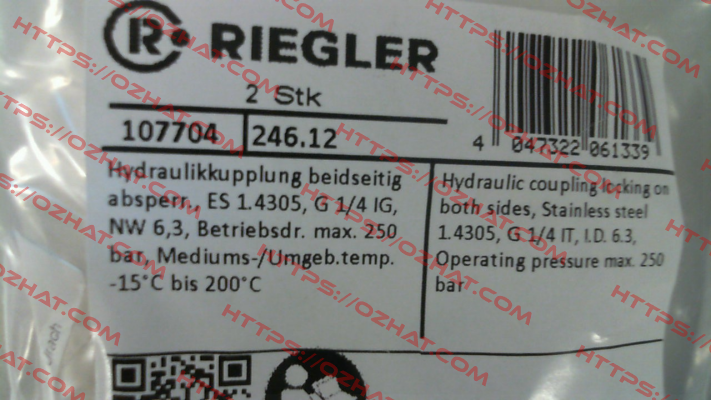 R RIEGLER
2 Stk
107704 246.12
4 047322 061339
Hydraulikkupplung beidseitig
absperr., ES 1.4305, G 1/4 IG,
NW 6,3, Betriebsdr. max. 250
bar, Mediums-/Umgeb.temp.
-15°C bis 200°C
Hydraulic coupling locking on
both sides, Stainless steel
1.4305, G 1/4 IT, I.D. 6.3,
Operating pressure max. 250
bar
HTTPS://OZHAT.COM